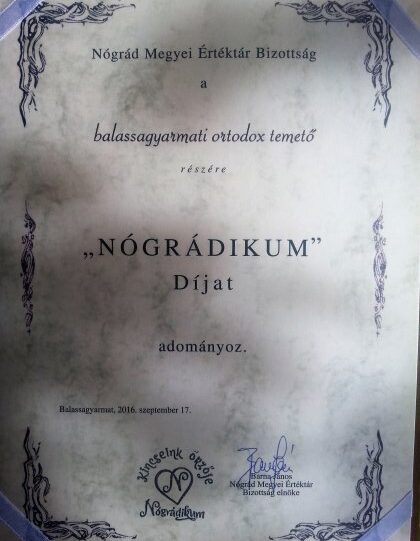 Nógrád Megyei Értéktár Bizottság
a
balassagyarmati ortodox temető
részére
„NÓGRÁDIKUM”
Díjat
adományoz.
Balassagyarmat, 2016. szeptember 17.
Kincseink őrzője
N
Nógrádikum
Barna János
Nógrád Megyei Értéktár
Bizottság elnöke